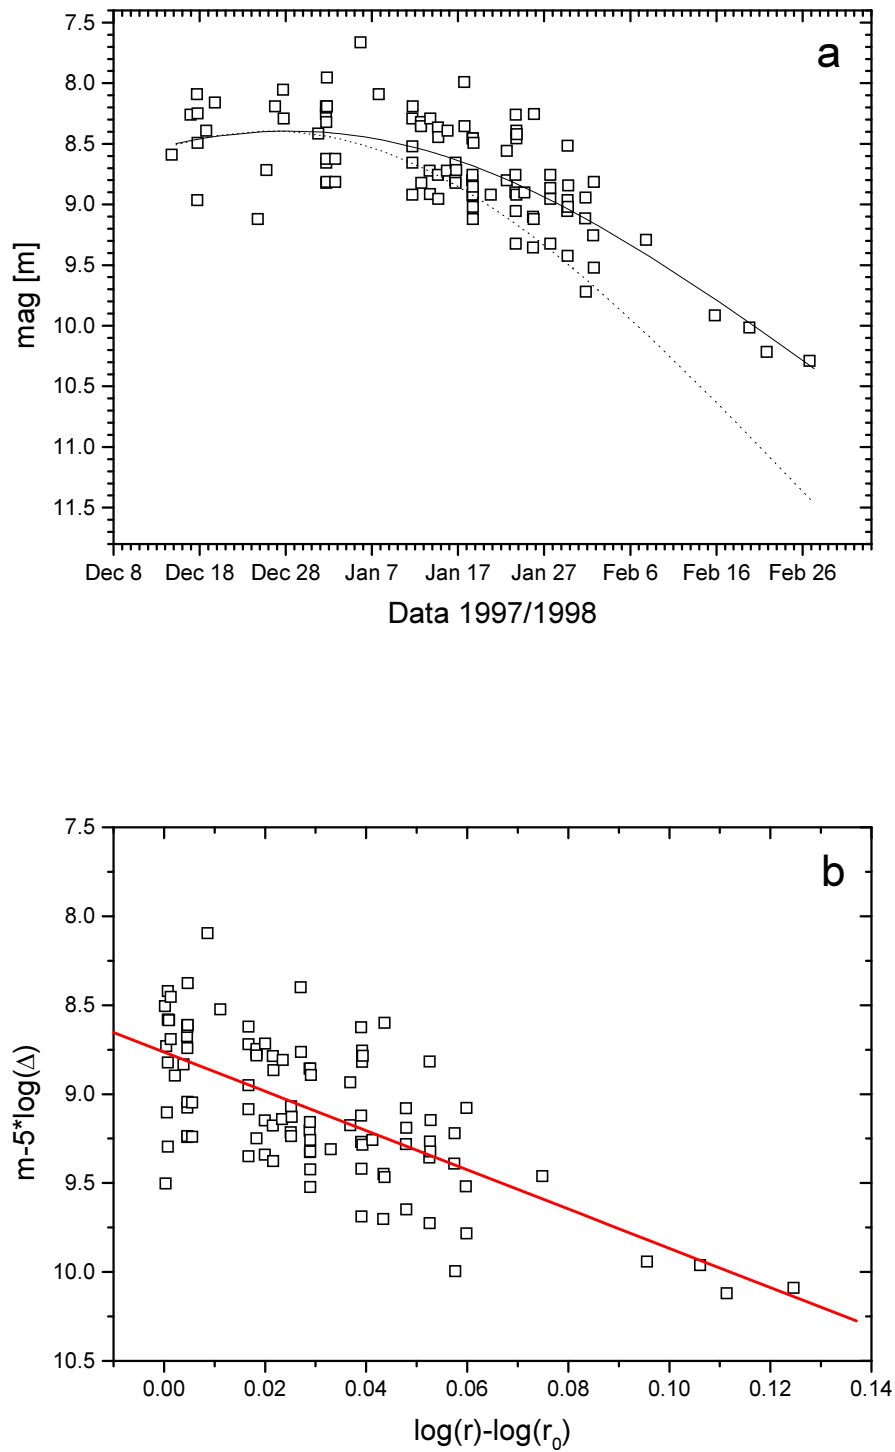 a
7.5
8.0
8.5
9.0
9.5
10.0
10.5
11.0
11.5
mag [m]
Dec 8 Dec 18 Dec 28 Jan 7 Jan 17 Jan 27 Feb 6 Feb 16 Feb 26
Data 1997/1998
b
7.5
8.0
8.5
9.0
9.5
10.0
10.5
m-5*log(Δ)
0.00 0.02 0.04 0.06 0.08 0.10 0.12 0.14
log(r)-log(r₀)